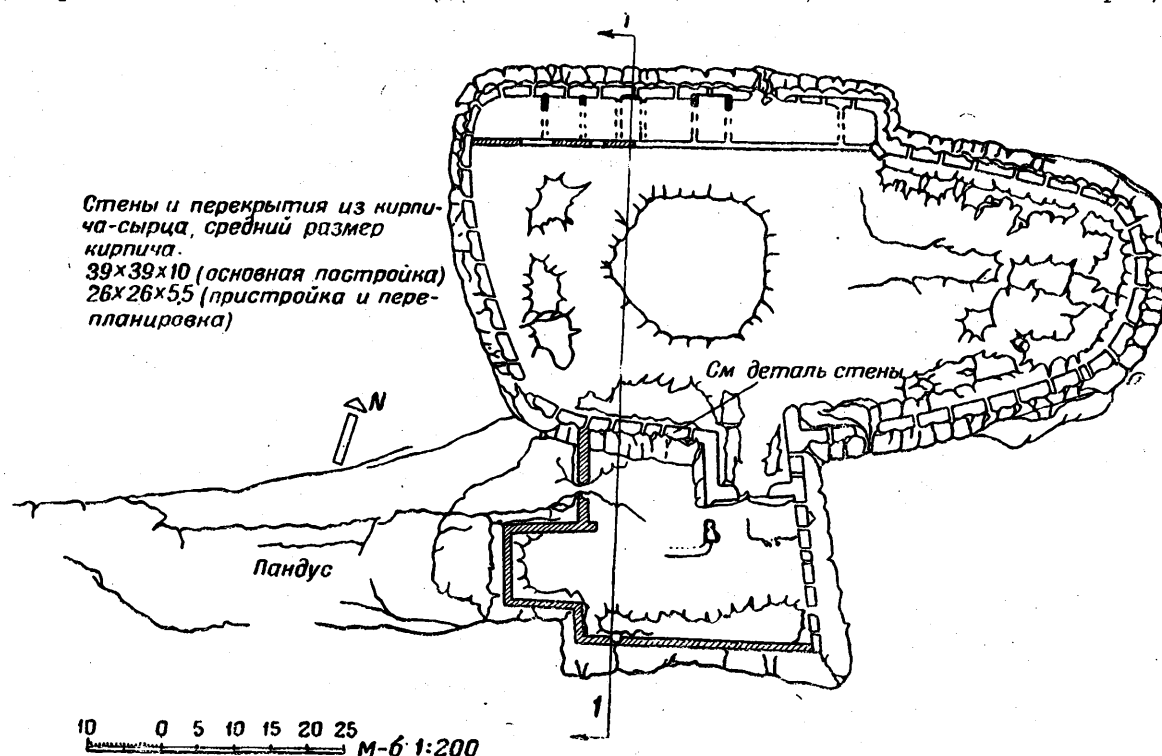 1
Стены и перекрытия из кирпи-
ча-сырца, средний размер
кирпича.
39×39×10 (основная постройка)
26×26×5,5 (пристройка и пере-
планировка)
См деталь стены
N
Пандус
1
10 0 5 10 15 20 25
М-б 1:200